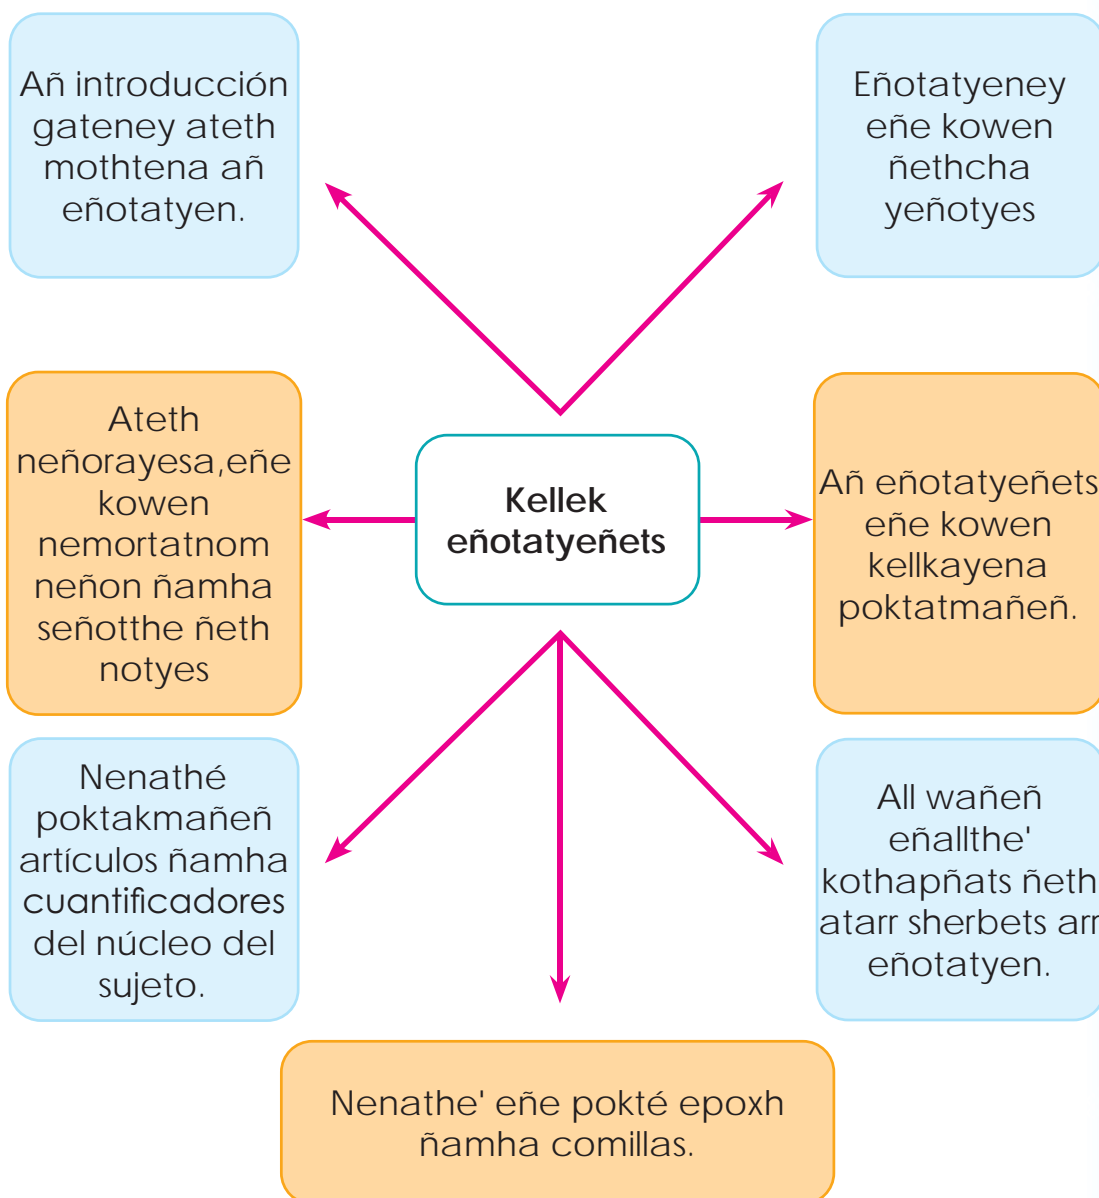 Añ introducción
gateney ateth
mothtena añ
eñotatyen.
Eñotatyeney
eñe kowen
ñethcha
yeñotyes
Ateth
neñorayesa,eñe
kowen
nemortatnom
neñon ñamha
señotthe ñeth
notyes
Kellek
eñotatyeñets
Añ eñotatyeñets
eñe kowen
kellkayena
poktatmañeñ.
Nenathé
poktakmañeñ
artículos ñamha
cuantificadores
del núcleo del
sujeto.
All wañeñ
eñallthe'
kothapñats ñeth
atarr sherbets arr
eñotatyen.
Nenathe' eñe pokté epoxh
ñamha comillas.